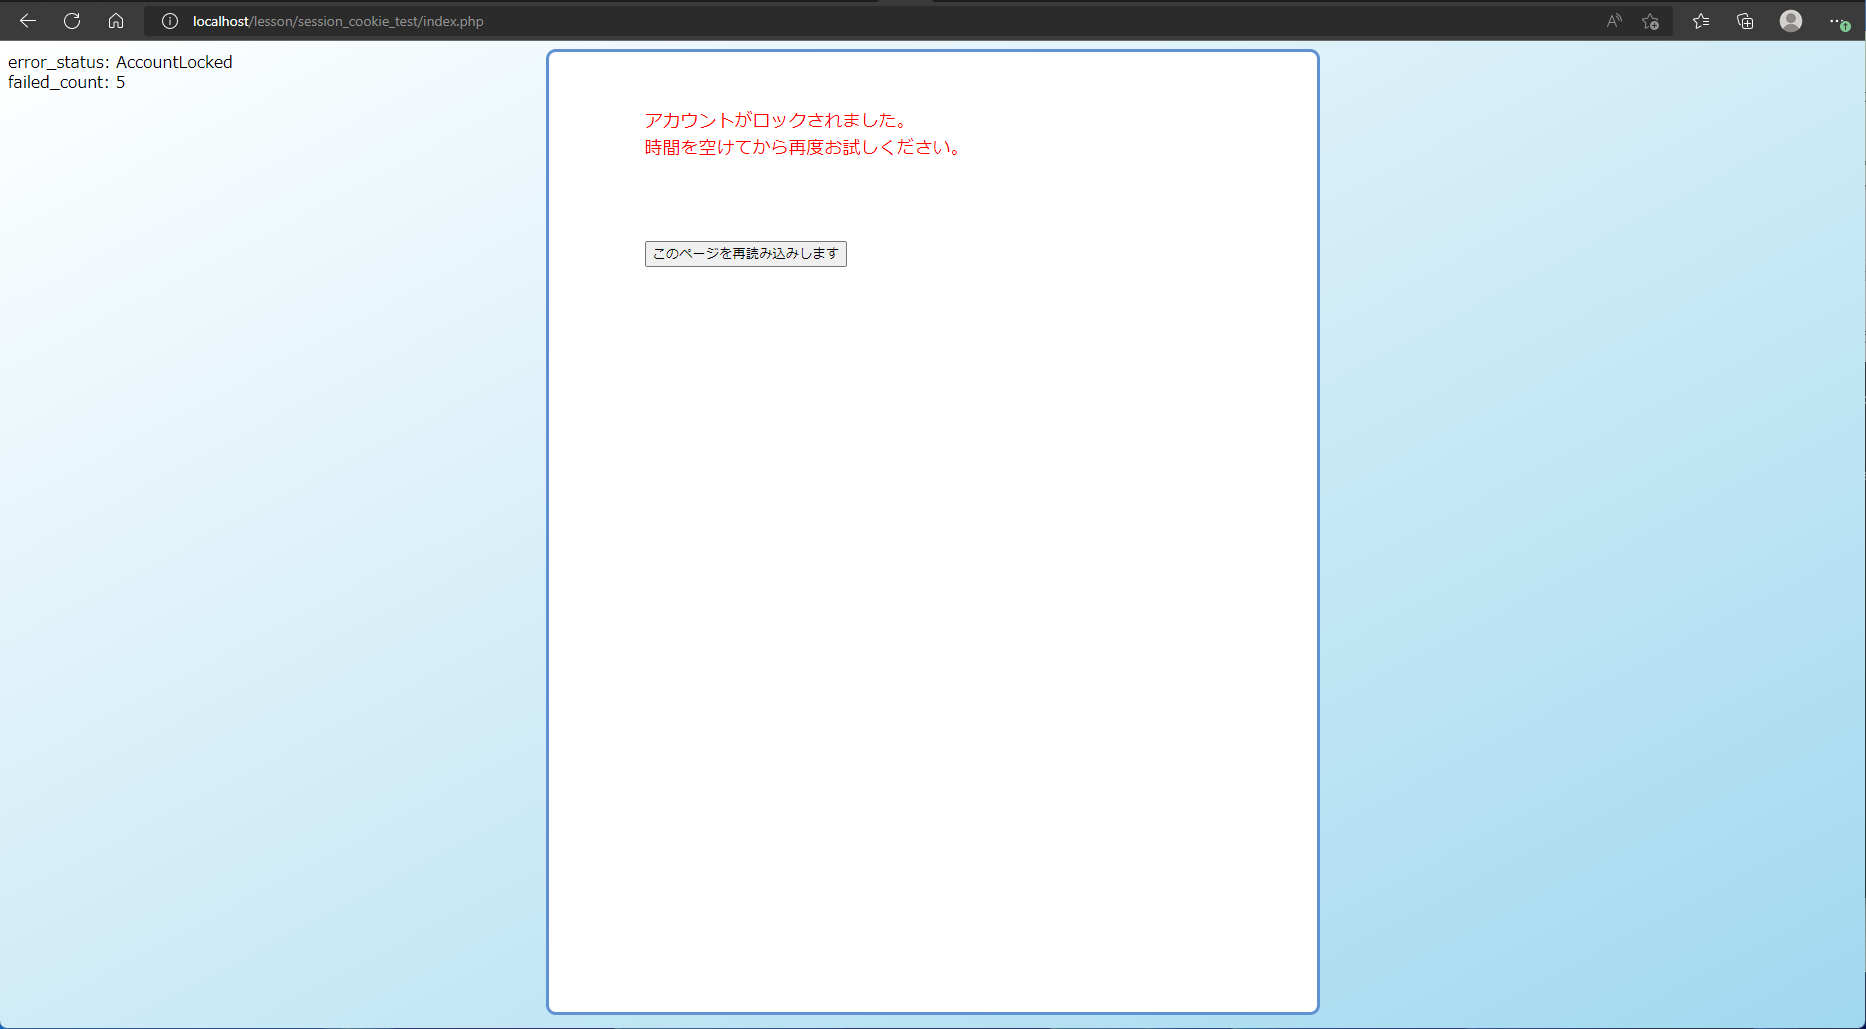 localhost/lesson/session_cookie_test/index.php
error_status: AccountLocked
failed_count: 5
アカウントがロックされました。
時間を空けてから再度お試しください。
このページを再読み込みします